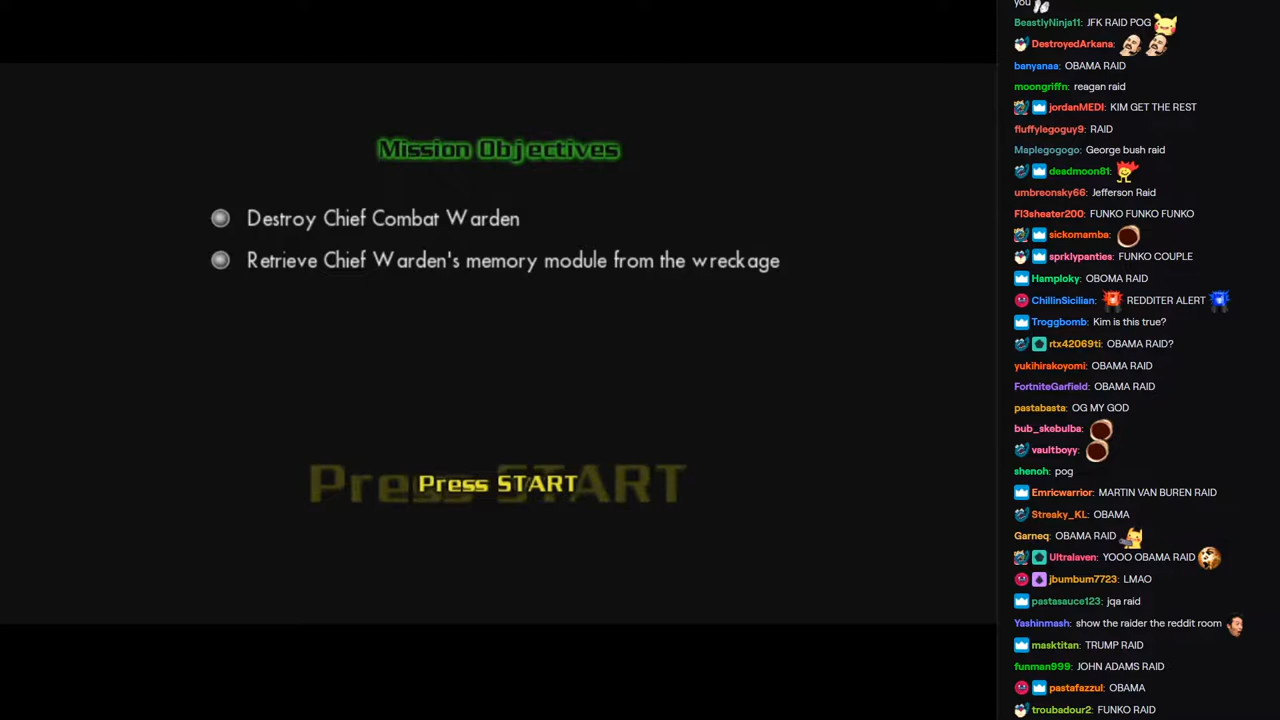 Mission Objectives
Destroy Chief Combat Warden
Retrieve Chief Warden's memory module from the wreckage
Press START
Press START
you
BeastlyNinja11: JFK RAID POG
DestroyedArkana:
banyanaa: OBAMA RAID
moongriffn: reagan raid
jordanMEDI: KIM GET THE REST
fluffylegoguy9: RAID
Maplegogogo: George bush raid
deadmoon81:
umbreonsky66: Jefferson Raid
Fl3sheater200: FUNKO FUNKO FUNKO
sickomamba:
sprklypanties: FUNKO COUPLE
Hamploky: OBOMA RAID
ChillinSicilian: REDDITER ALERT
Troggbomb: Kim is this true?
rtx42069ti: OBAMA RAID?
yukihirakoyomi: OBAMA RAID
FortniteGarfield: OBAMA RAID
pastabasta: OG MY GOD
bub_skebulba:
vaultboyy:
shenoh: pog
Emricwarrior: MARTIN VAN BUREN RAID
Streaky_KL: OBAMA
Garneq: OBAMA RAID
Ultralaven: YOOO OBAMA RAID
jbumbum7723: LMAO
pastasauce123: jqa raid
Yashinmash: show the raider the reddit room
masktitan: TRUMP RAID
funman999: JOHN ADAMS RAID
pastafazzul: OBAMA
troubadour2: FUNKO RAID